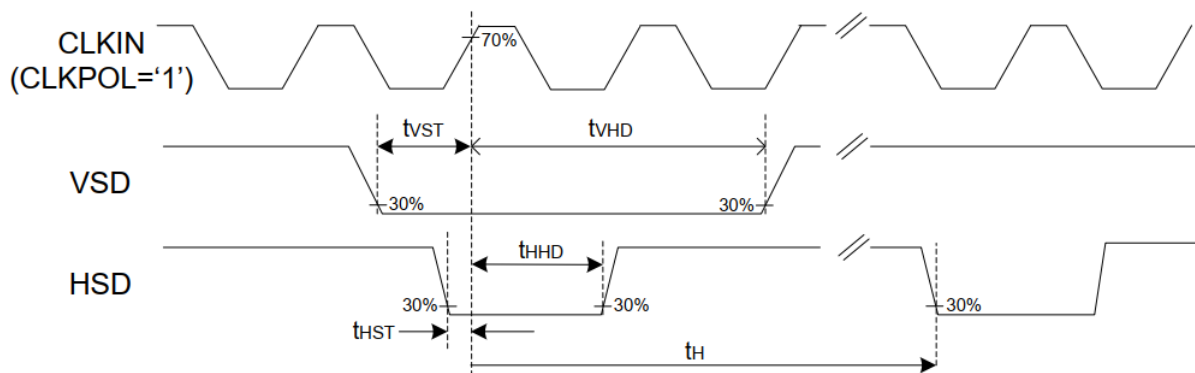 CLKIN
(CLKPOL=‘1’)
70%
tVST
tVHD
VSD
30%
30%
tHHD
HSD
30%
30%
30%
tHST
tH